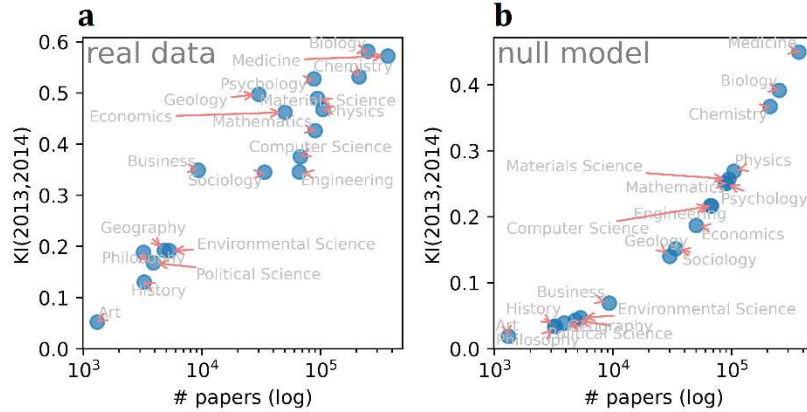 a
real data
0.6
0.5
0.4
0.3
0.2
0.1
0.0
KI(2013,2014)
Biology
Medicine
Chemistry
Psychology
Geology
Materials Science
Economics
Physics
Mathematics
Computer Science
Business
Sociology
Engineering
Geography
Environmental Science
Philosophy
Political Science
History
Art
10³
10⁴
10⁵
# papers (log)
b
null model
0.4
0.3
0.2
0.1
0.0
KI(2013,2014)
Medicine
Biology
Chemistry
Physics
Materials Science
Mathematics
Psychology
Engineering
Computer Science
Economics
Geology
Sociology
Business
Environmental Science
History
Geography
Art
Political Science
Philosophy
10³
10⁴
10⁵
# papers (log)